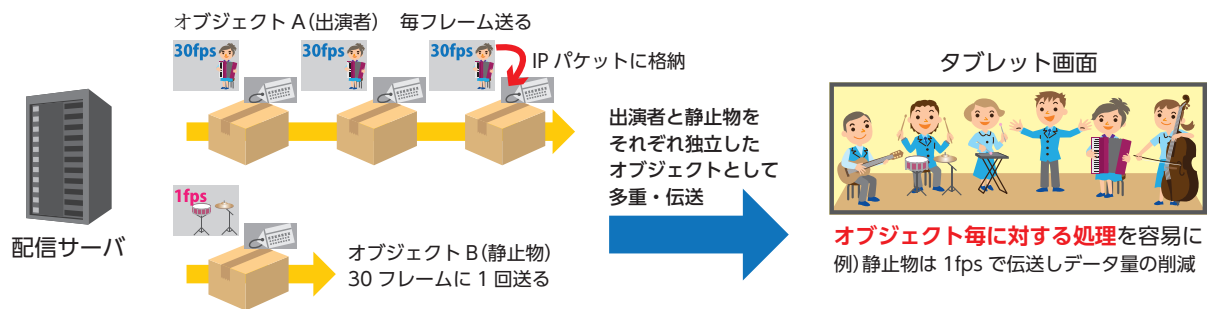 オブジェクト A（出演者）　毎フレーム送る
30fps
30fps
30fps
IP パケットに格納
配信サーバ
1fps
オブジェクト B（静止物）
30 フレームに 1 回送る
出演者と静止物を
それぞれ独立した
オブジェクトとして
多重・伝送
タブレット画面
オブジェクト毎に対する処理を容易に
例）静止物は 1fps で伝送しデータ量の削減